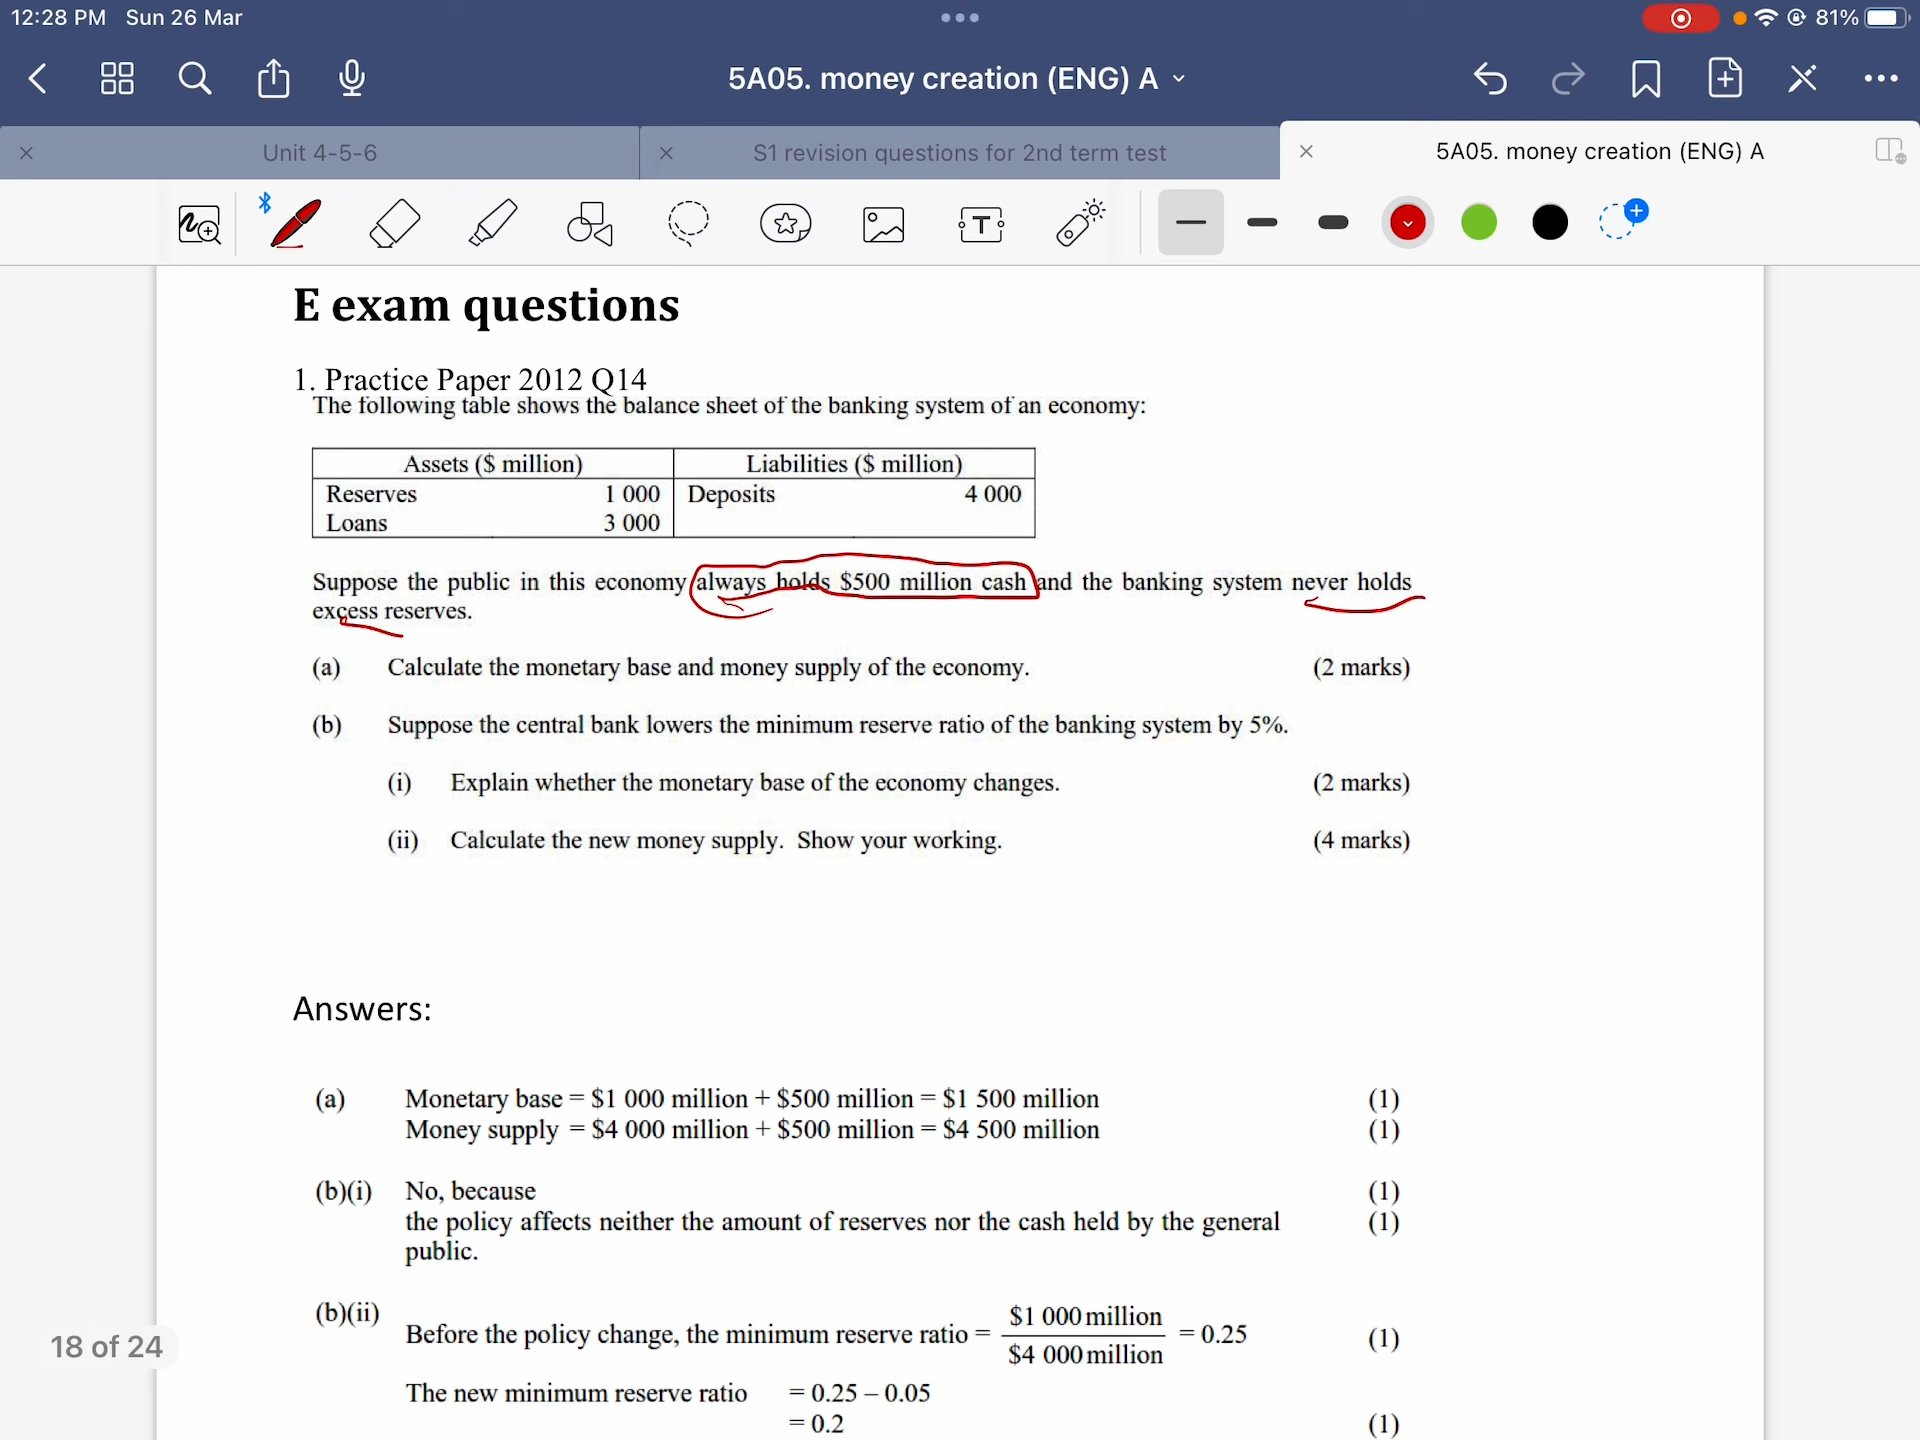 12:28 PM Sun 26 Mar
81%
5A05. money creation (ENG) A
Unit 4-5-6
S1 revision questions for 2nd term test
5A05. money creation (ENG) A
T
E exam questions
1. Practice Paper 2012 Q14
The following table shows the balance sheet of the banking system of an economy:
Assets ($ million) Liabilities ($ million)
Reserves 1 000 Deposits 4 000
Loans 3 000
Suppose the public in this economy always holds $500 million cash and the banking system never holds
excess reserves.
(a) Calculate the monetary base and money supply of the economy. (2 marks)
(b) Suppose the central bank lowers the minimum reserve ratio of the banking system by 5%.
(i) Explain whether the monetary base of the economy changes. (2 marks)
(ii) Calculate the new money supply. Show your working. (4 marks)
Answers:
(a) Monetary base = $1 000 million + $500 million = $1 500 million (1)
Money supply = $4 000 million + $500 million = $4 500 million (1)
(b)(i) No, because (1)
the policy affects neither the amount of reserves nor the cash held by the general (1)
public.
(b)(ii) Before the policy change, the minimum reserve ratio = $1 000 million / $4 000 million = 0.25 (1)
The new minimum reserve ratio = 0.25 – 0.05
= 0.2 (1)
18 of 24